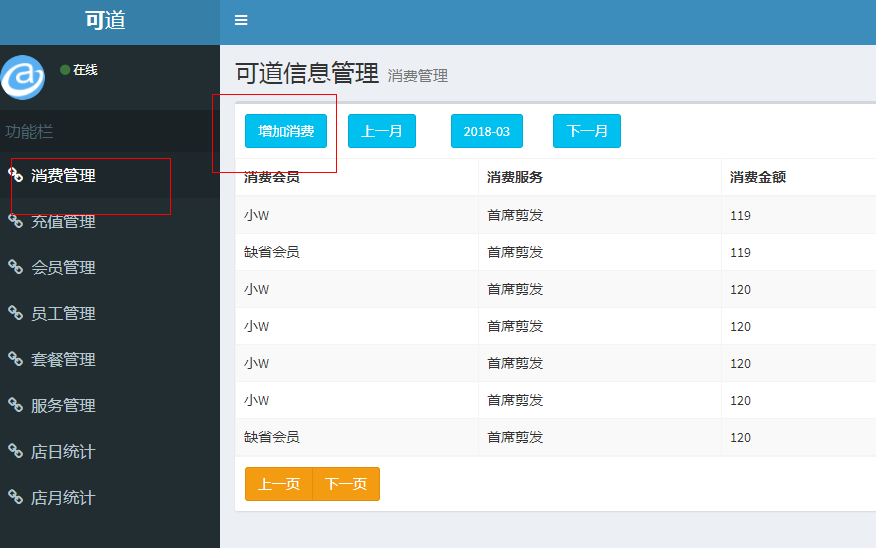 可道
在线
功能栏
消费管理
充值管理
会员管理
员工管理
套餐管理
服务管理
店日统计
店月统计
可道信息管理 消费管理
增加消费 上一月 2018-03 下一月
消费会员 消费服务 消费金额
小W 首席剪发 119
缺省会员 首席剪发 119
小W 首席剪发 120
小W 首席剪发 120
小W 首席剪发 120
小W 首席剪发 120
缺省会员 首席剪发 120
上一页 下一页